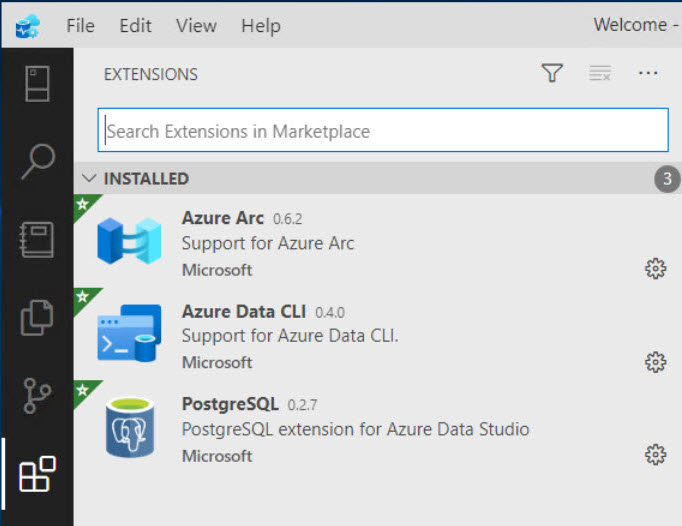 File Edit View Help Welcome -
EXTENSIONS
Search Extensions in Marketplace
INSTALLED 3
Azure Arc 0.6.2
Support for Azure Arc
Microsoft
Azure Data CLI 0.4.0
Support for Azure Data CLI.
Microsoft
PostgreSQL 0.2.7
PostgreSQL extension for Azure Data Studio
Microsoft